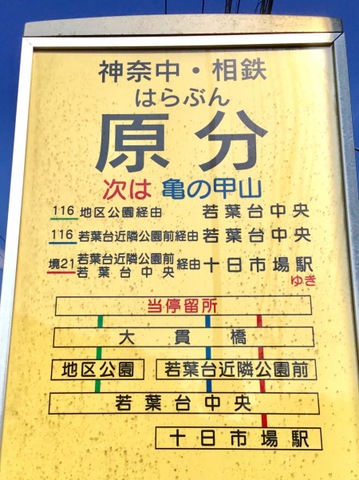 神奈中・相鉄
はらぶん
原分
次は 亀の甲山
116 地区公園経由 若葉台中央
116 若葉台近隣公園前経由 若葉台中央
境21 若葉台近隣公園前 若葉台中央 経由 十日市場駅
ゆき
当停留所
大貫橋
地区公園 若葉台近隣公園前
若葉台中央
十日市場駅